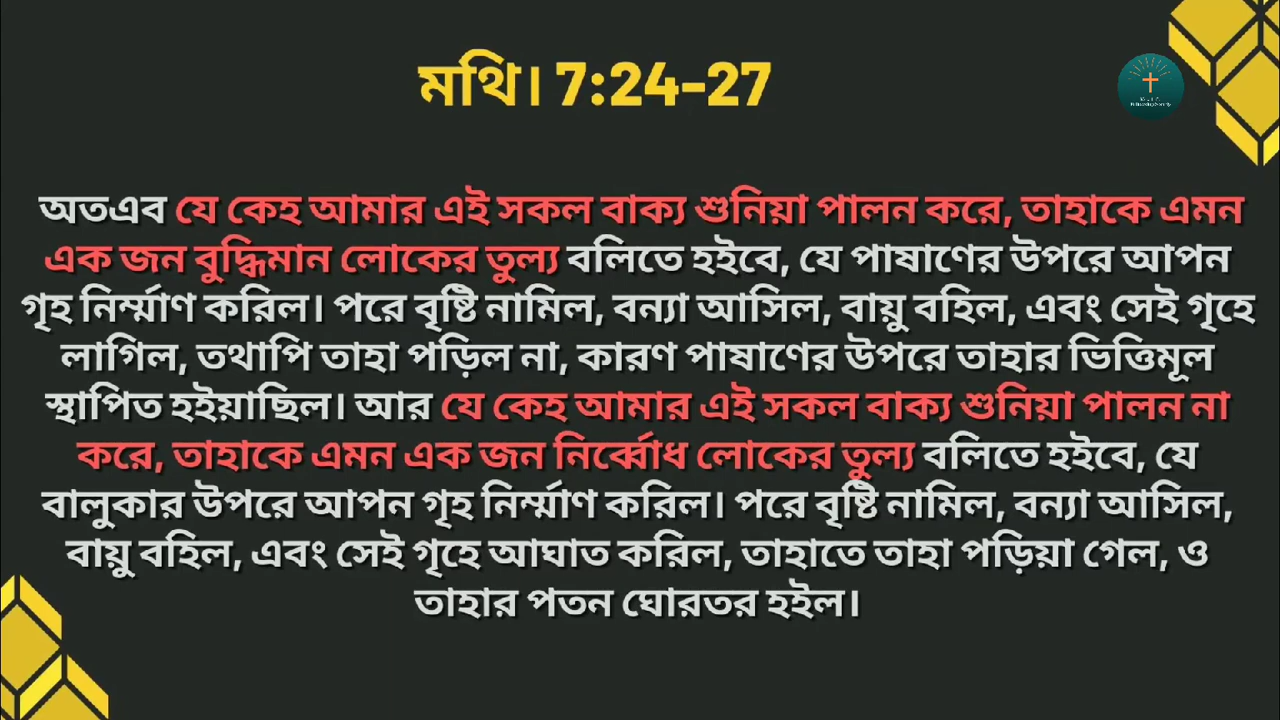 মথি। 7:24-27
অতএব যে কেহ আমার এই সকল বাক্য শুনিয়া পালন করে, তাহাকে এমন
এক জন বুদ্ধিমান লোকের তুল্য বলিতে হইবে, যে পাষাণের উপরে আপন
গৃহ নির্ম্মাণ করিল। পরে বৃষ্টি নামিল, বন্যা আসিল, বায়ু বহিল, এবং সেই গৃহে
লাগিল, তথাপি তাহা পড়িল না, কারণ পাষাণের উপরে তাহার ভিত্তিমূল
স্থাপিত হইয়াছিল। আর যে কেহ আমার এই সকল বাক্য শুনিয়া পালন না
করে, তাহাকে এমন এক জন নির্ব্বোধ লোকের তুল্য বলিতে হইবে, যে
বালুকার উপরে আপন গৃহ নির্ম্মাণ করিল। পরে বৃষ্টি নামিল, বন্যা আসিল,
বায়ু বহিল, এবং সেই গৃহে আঘাত করিল, তাহাতে তাহা পড়িয়া গেল, ও
তাহার পতন ঘোরতর হইল।